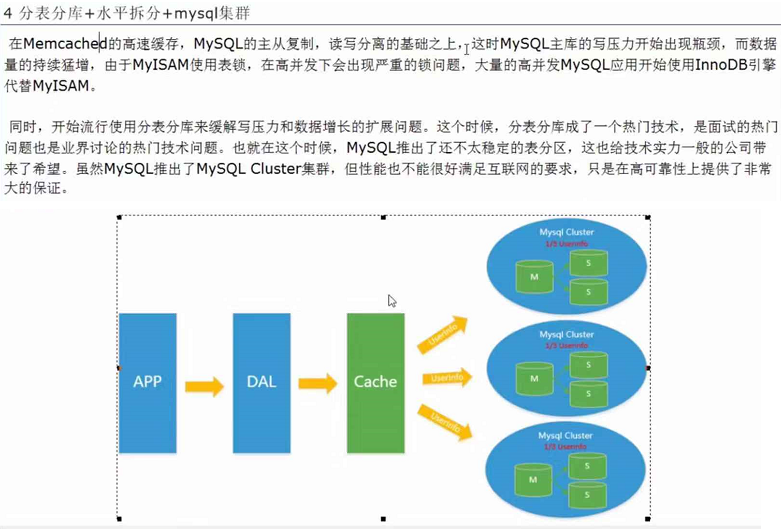 4 分表分库+水平拆分+mysql集群
在Memcached的高速缓存，MySQL的主从复制，读写分离的基础之上，这时MySQL主库的写压力开始出现瓶颈，而数据
量的持续猛增，由于MyISAM使用表锁，在高并发下会出现严重的锁问题，大量的高并发MySQL应用开始使用InnoDB引擎
代替MyISAM。
同时，开始流行使用分表分库来缓解写压力和数据增长的扩展问题。这个时候，分表分库成了一个热门技术，是面试的热门
问题也是业界讨论的热门技术问题。也就在这个时候，MySQL推出了还不太稳定的表分区，这也给技术实力一般的公司带
来了希望。虽然MySQL推出了MySQL Cluster集群，但性能也不能很好满足互联网的要求，只是在高可靠性上提供了非常
大的保证。
APP
DAL
Cache
UserInfo
UserInfo
UserInfo
Mysql Cluster
1/3 UserInfo
M
S
S
Mysql Cluster
1/3 UserInfo
M
S
S
Mysql Cluster
1/3 UserInfo
M
S
S